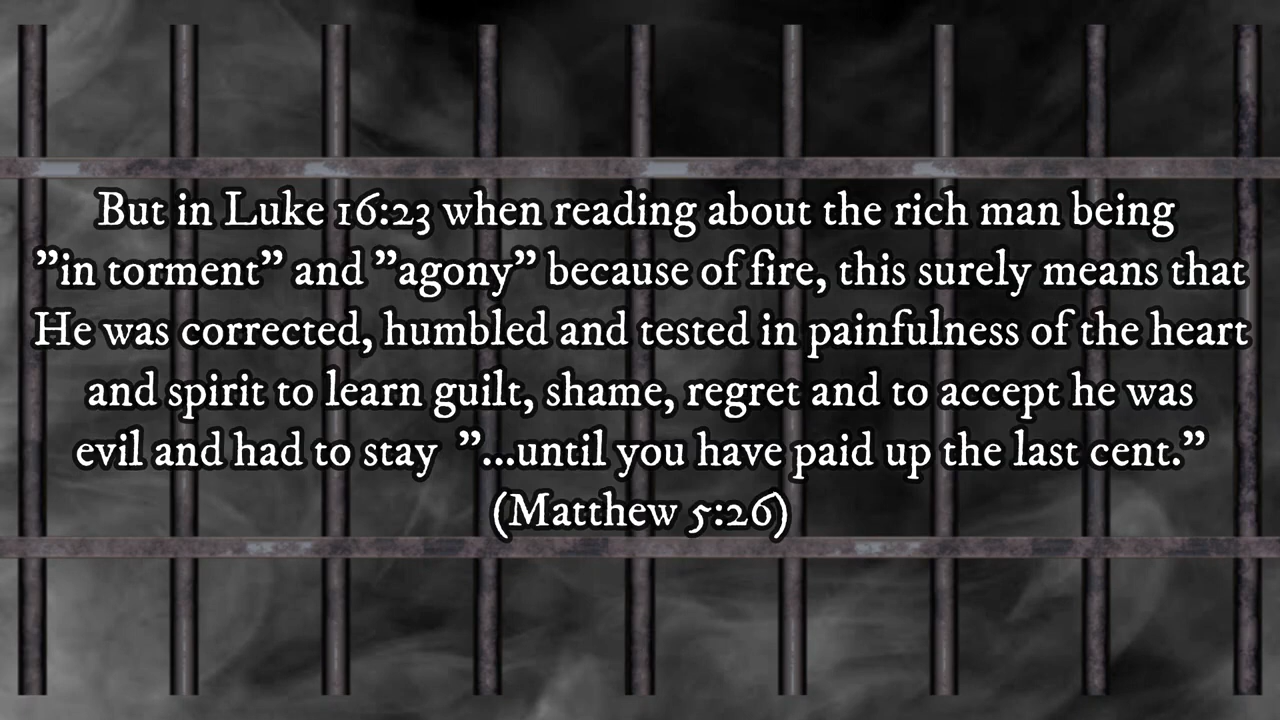 But in Luke 16:23 when reading about the rich man being
”in torment” and ”agony” because of fire, this surely means that
He was corrected, humbled and tested in painfulness of the heart
and spirit to learn guilt, shame, regret and to accept he was
evil and had to stay ”...until you have paid up the last cent.”
(Matthew 5:26)